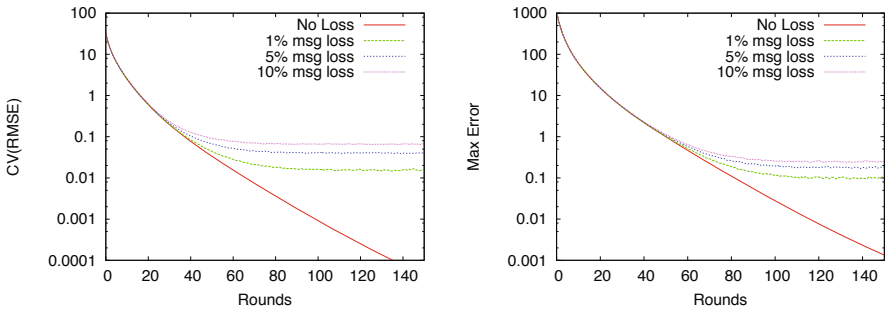 CV(RMSE)
100
10
1
0.1
0.01
0.001
0.0001
0 20 40 60 80 100 120 140
Rounds
No Loss
1% msg loss
5% msg loss
10% msg loss
Max Error
1000
100
10
1
0.1
0.01
0.001
0 20 40 60 80 100 120 140
Rounds
No Loss
1% msg loss
5% msg loss
10% msg loss